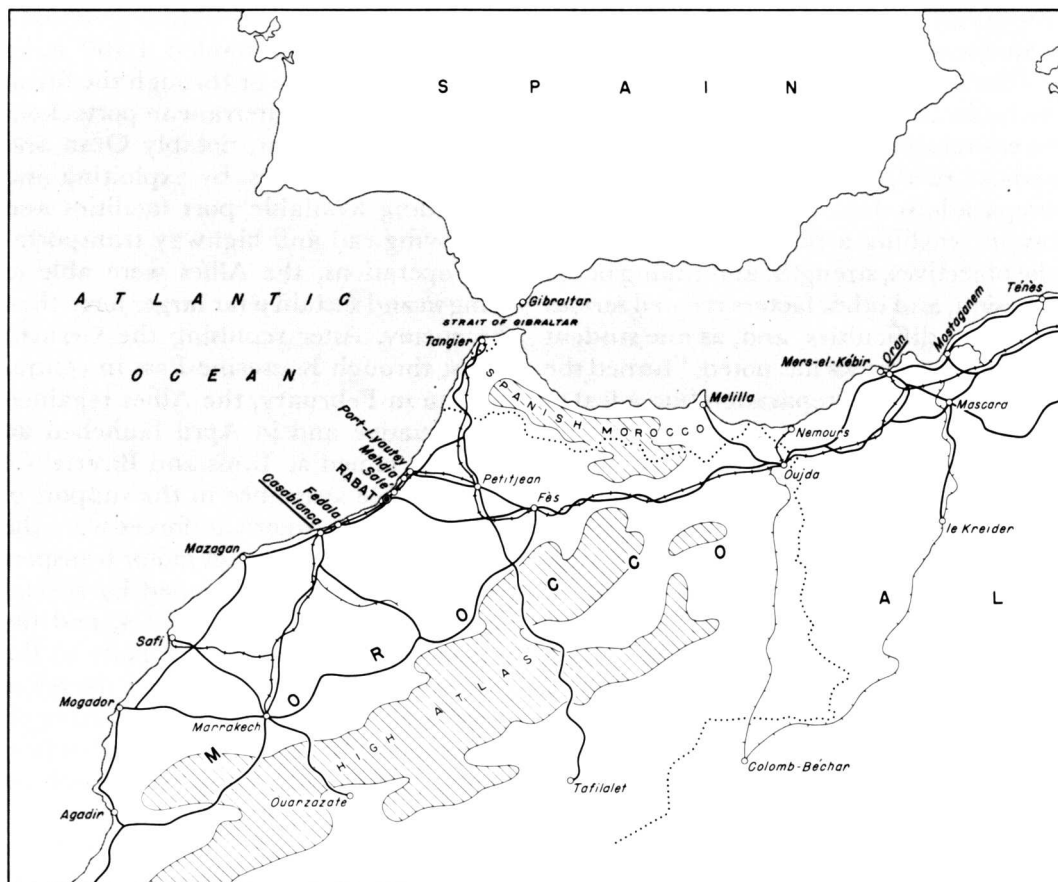 S P A I N
ATLANTIC
OCEAN
Gibraltar
STRAIT OF GIBRALTAR
Tangier
SPANISH MOROCCO
Melilla
Nemours
Mers-el-Kébir
Oran
Mostaganem
Ténès
Mascara
Port-Lyautey
Mehdia
Salé
RABAT
Fedala
Casablanca
Petitjean
Fès
Oujda
le Kreider
Mazagan
Safi
Mogador
Marrakech
Agadir
Ouarzazate
Tafilalet
Colomb-Béchar
HIGH ATLAS
MOROCCO
A L